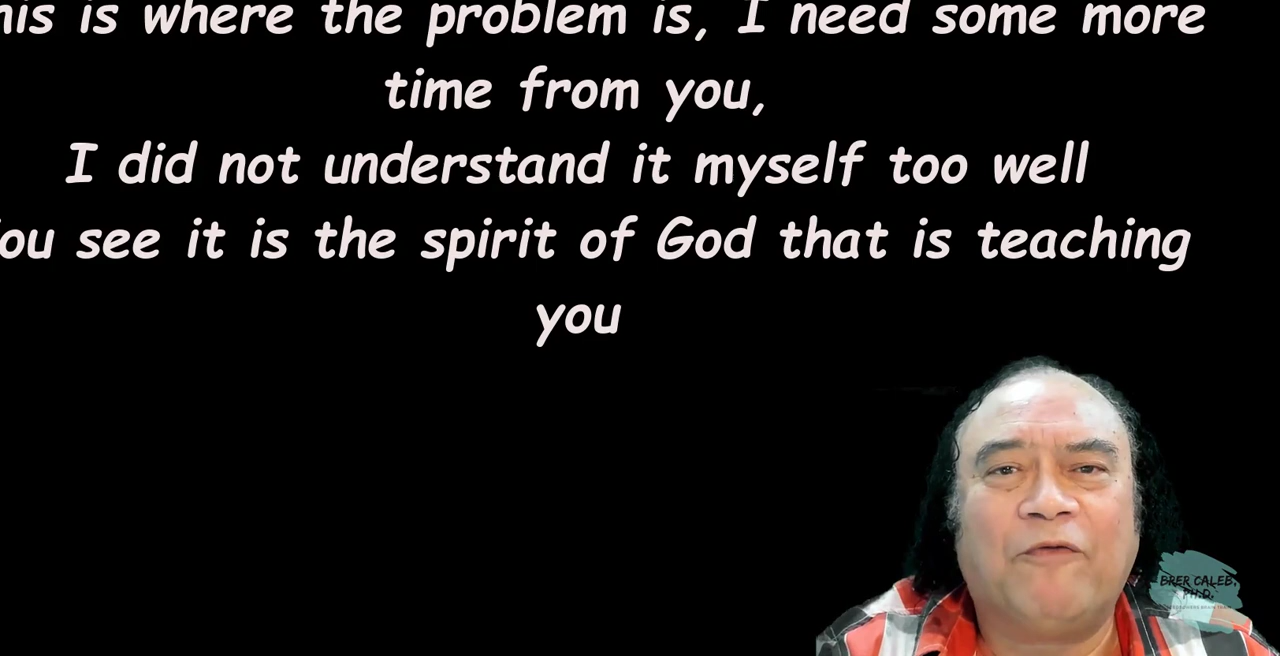 his is where the problem is, I need some more
time from you,
I did not understand it myself too well
ou see it is the spirit of God that is teaching
you
BRER CALEB,
PH.D.